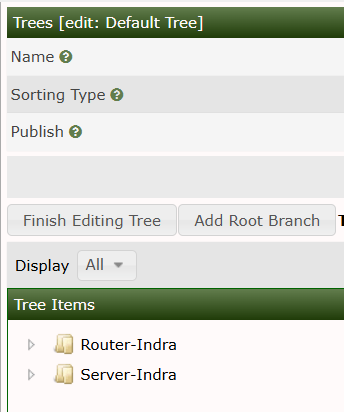 Trees [edit: Default Tree]
Name
Sorting Type
Publish
Finish Editing Tree Add Root Branch
Display All
Tree Items
Router-Indra
Server-Indra